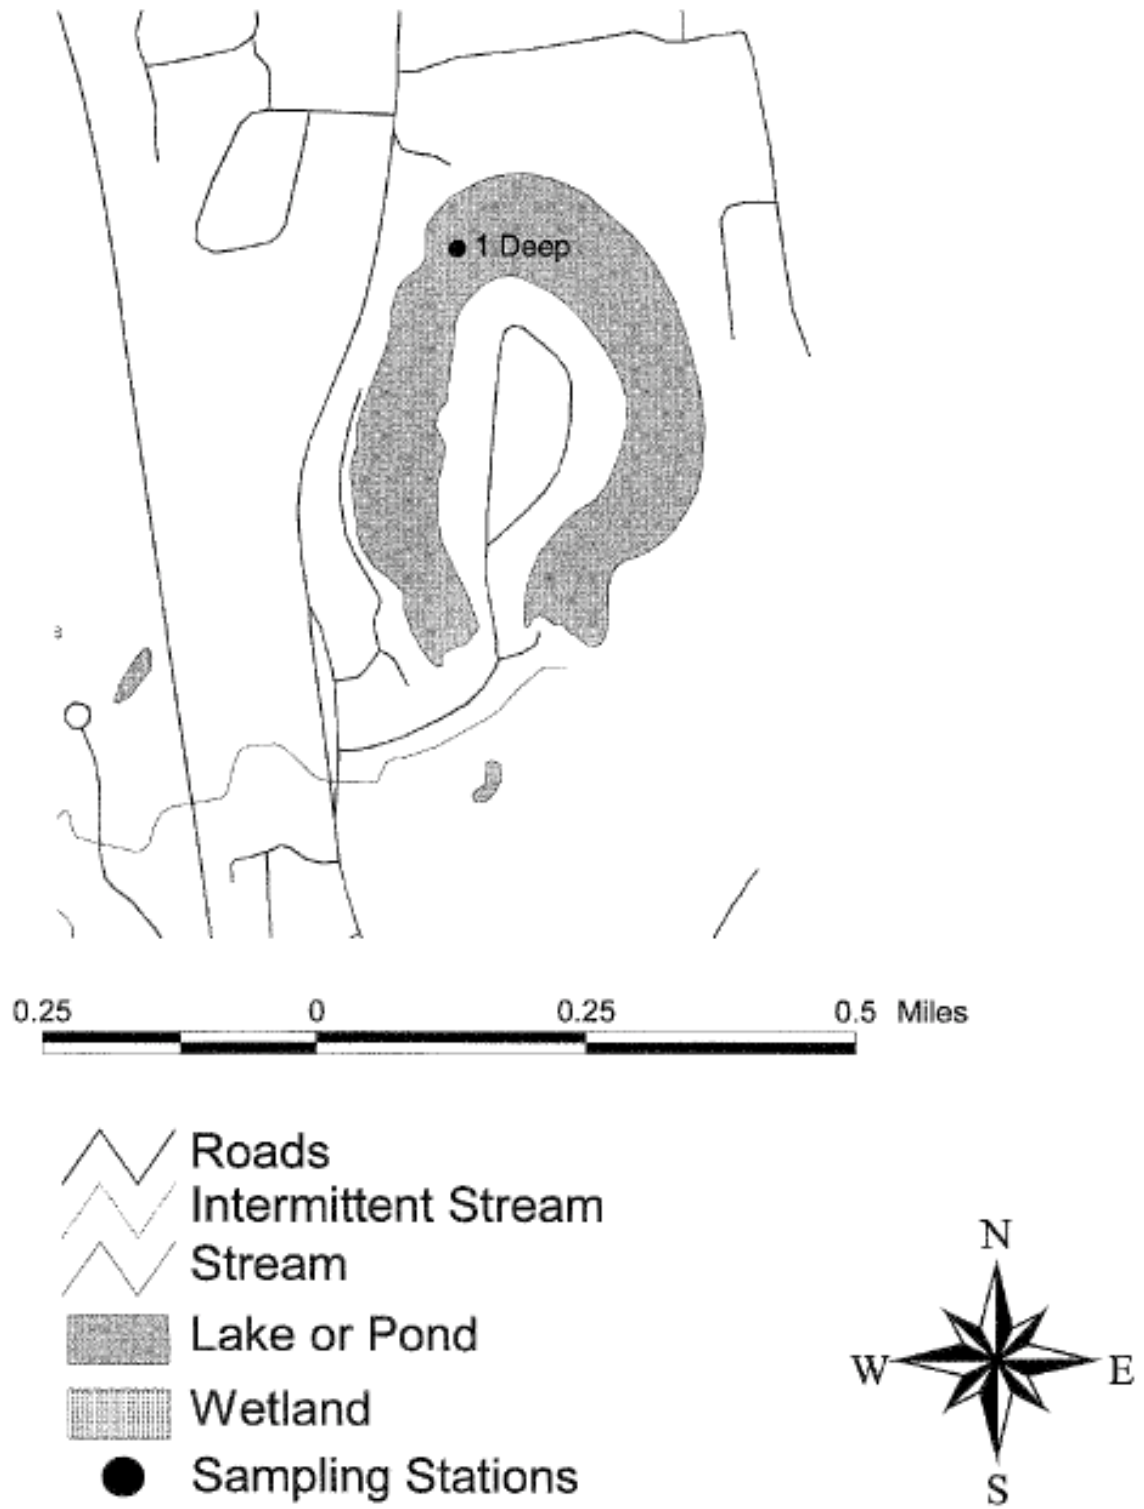 1 Deep
0.25 0 0.25 0.5 Miles
Roads
Intermittent Stream
Stream
Lake or Pond
Wetland
Sampling Stations
N
W E
S